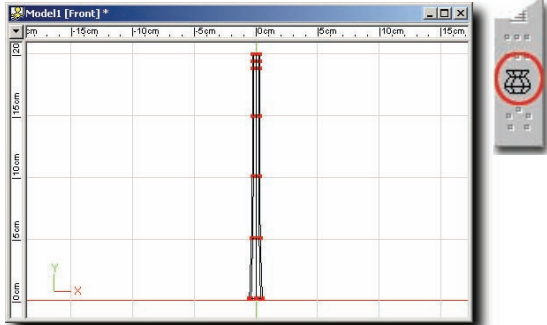 Model1 [Front] *
cm |-15cm |-10cm |-5cm |0cm |5cm |10cm |15cm
|20
|15cm
|10cm
|5cm
|0cm
Y
X